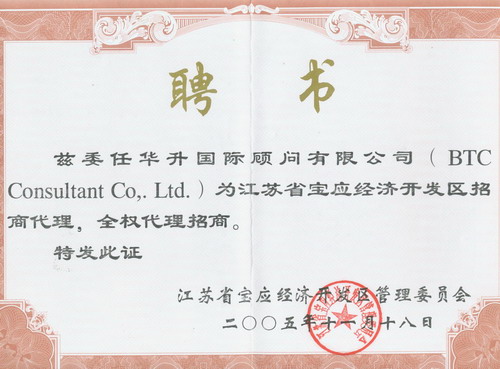 聘书
兹委任华升国际顾问有限公司（BTC
Consultant Co,. Ltd.）为江苏省宝应经济开发区招
商代理，全权代理招商。
特发此证
江苏省宝应经济开发区管理委员会
二〇〇五年十一月十八日